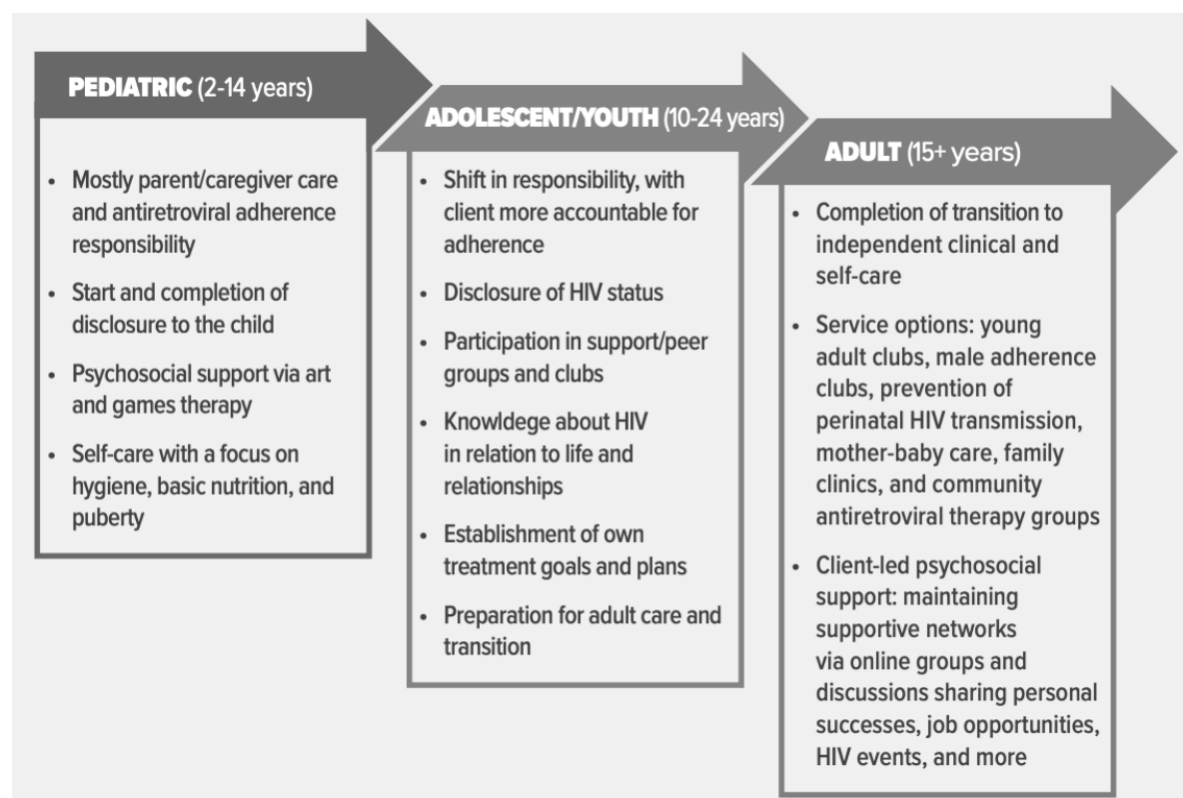 PEDIATRIC (2-14 years)
• Mostly parent/caregiver care
and antiretroviral adherence
responsibility
• Start and completion of
disclosure to the child
• Psychosocial support via art
and games therapy
• Self-care with a focus on
hygiene, basic nutrition, and
puberty
ADOLESCENT/YOUTH (10-24 years)
• Shift in responsibility, with
client more accountable for
adherence
• Disclosure of HIV status
• Participation in support/peer
groups and clubs
• Knowldege about HIV
in relation to life and
relationships
• Establishment of own
treatment goals and plans
• Preparation for adult care and
transition
ADULT (15+ years)
• Completion of transition to
independent clinical and
self-care
• Service options: young
adult clubs, male adherence
clubs, prevention of
perinatal HIV transmission,
mother-baby care, family
clinics, and community
antiretroviral therapy groups
• Client-led psychosocial
support: maintaining
supportive networks
via online groups and
discussions sharing personal
successes, job opportunities,
HIV events, and more